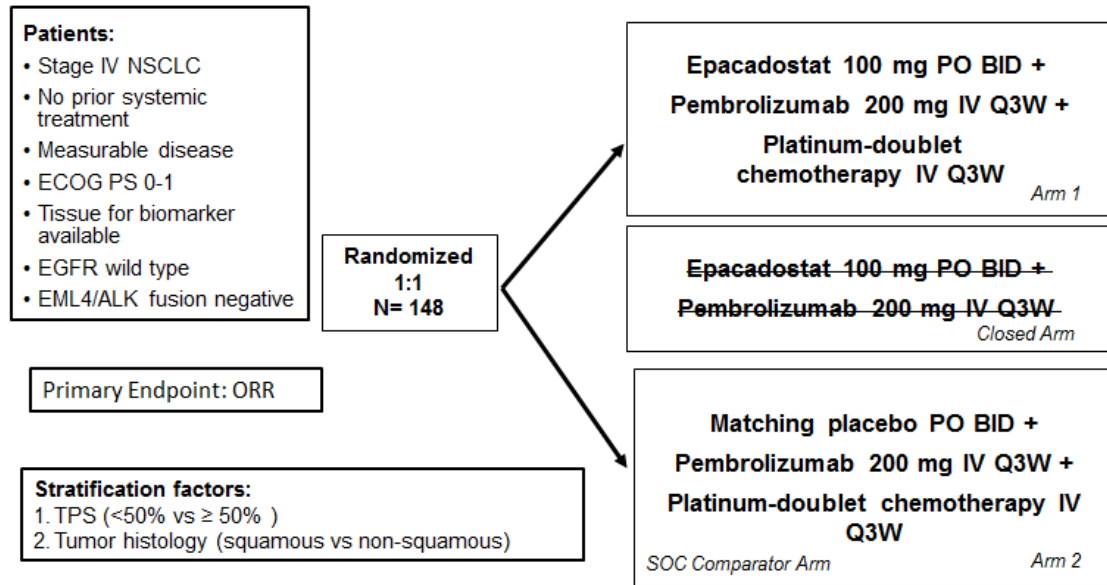 Patients:
• Stage IV NSCLC
• No prior systemic
treatment
• Measurable disease
• ECOG PS 0-1
• Tissue for biomarker
available
• EGFR wild type
• EML4/ALK fusion negative
Primary Endpoint: ORR
Stratification factors:
1. TPS (<50% vs ≥ 50% )
2. Tumor histology (squamous vs non-squamous)
Randomized
1:1
N= 148
Epacadostat 100 mg PO BID +
Pembrolizumab 200 mg IV Q3W +
Platinum-doublet
chemotherapy IV Q3W
Arm 1
Epacadostat 100 mg PO BID +
Pembrolizumab 200 mg IV Q3W
Closed Arm
Matching placebo PO BID +
Pembrolizumab 200 mg IV Q3W +
Platinum-doublet chemotherapy IV
Q3W
SOC Comparator Arm Arm 2